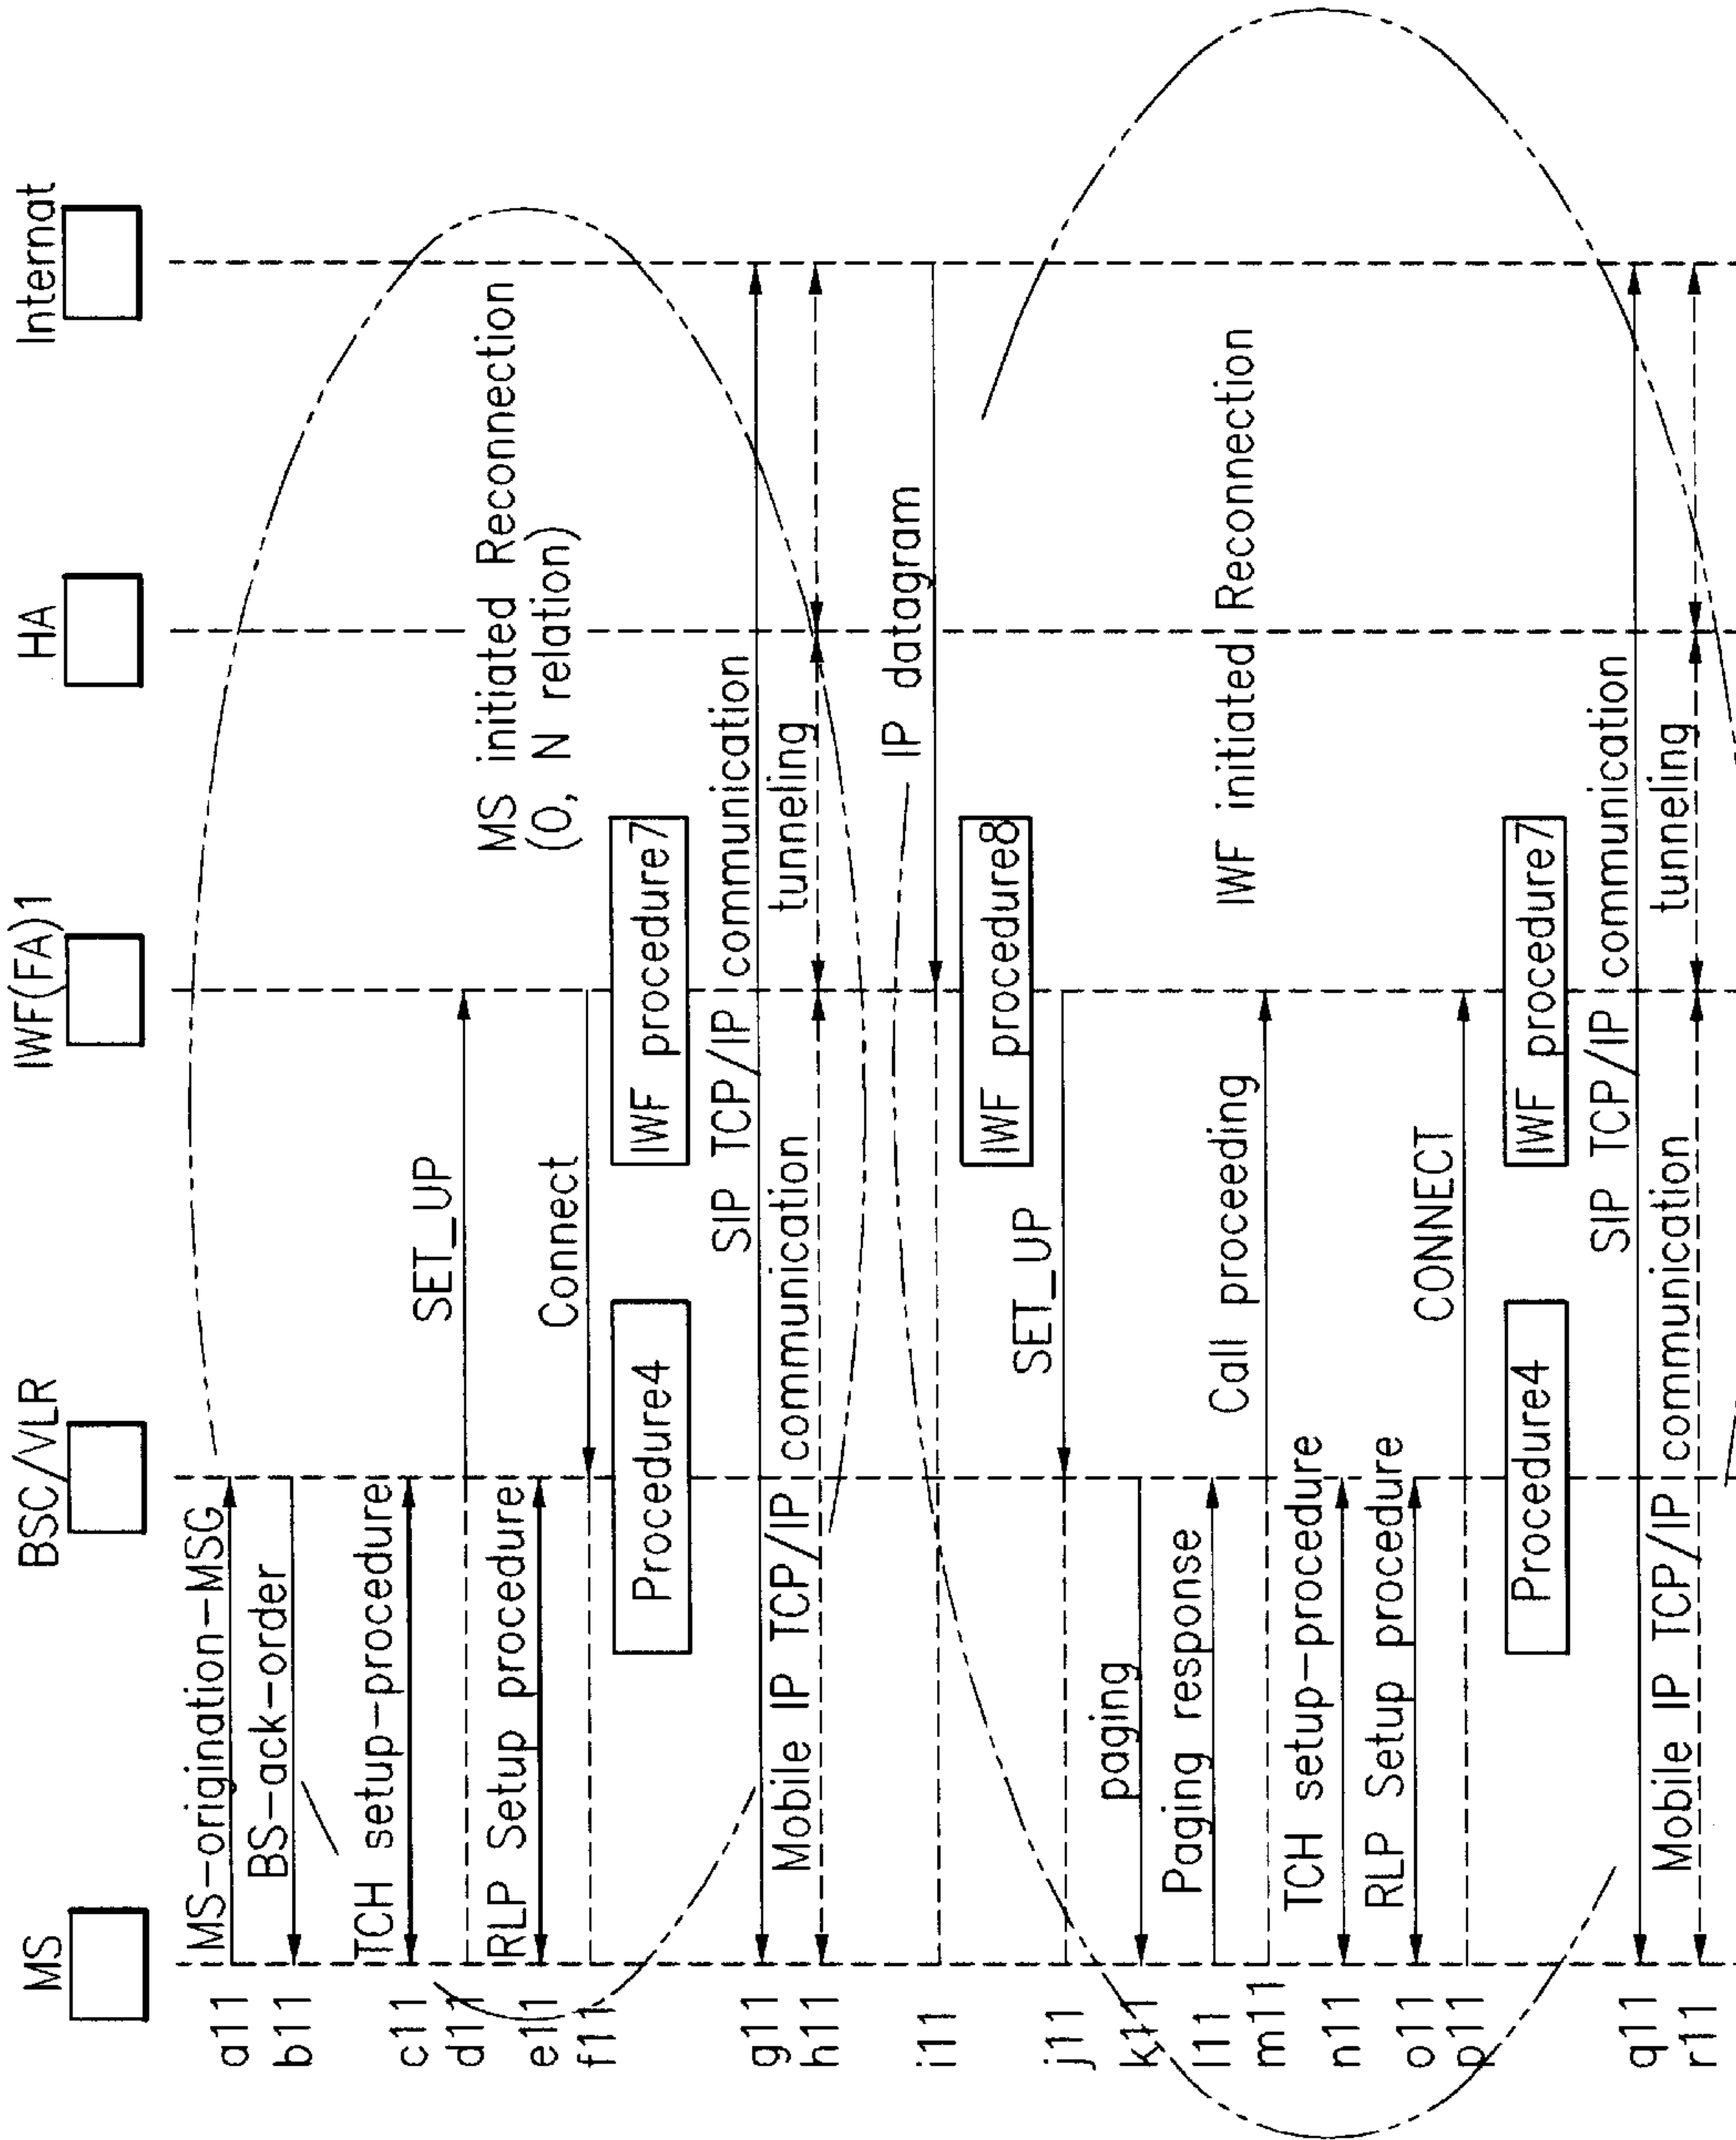 MS
BSC/VLR
IWF(FA)1
HA
Internat
a11
MS-origination-MSG
b11
BS-ack-order
c11
TCH setup-procedure
d11
SET_UP
MS initiated Reconnection
(O, N relation)
e11
RLP Setup procedure
f11
Connect
Procedure4
IWF procedure7
g11
SIP TCP/IP communication
h11
Mobile IP TCP/IP communication
tunneling
i11
IP datagram
IWF procedure8
j11
SET_UP
k11
paging
l11
Paging response
m11
Call proceeding
IWF initiated Reconnection
n11
TCH setup-procedure
o11
RLP Setup procedure
p11
CONNECT
Procedure4
IWF procedure7
q11
SIP TCP/IP communication
r11
Mobile IP TCP/IP communication
tunneling